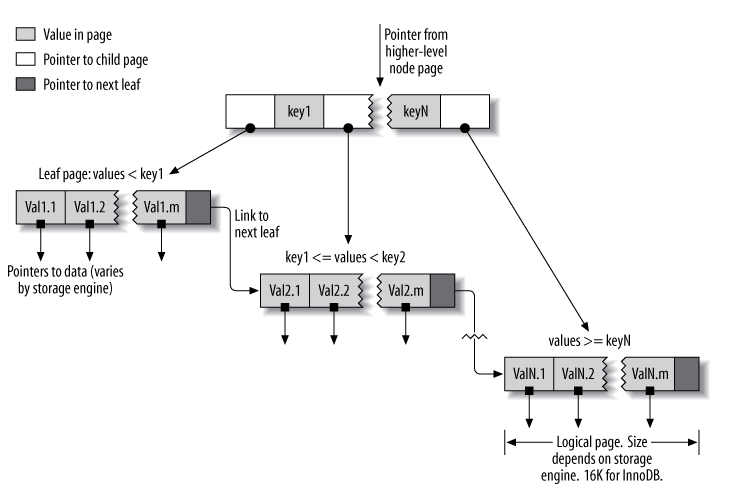 Value in page
Pointer to child page
Pointer to next leaf
Pointer from
higher-level
node page
key1
keyN
Leaf page: values < key1
Val1.1
Val1.2
Val1.m
Link to
next leaf
Pointers to data (varies
by storage engine)
key1 <= values < key2
Val2.1
Val2.2
Val2.m
values >= keyN
ValN.1
ValN.2
ValN.m
Logical page. Size
depends on storage
engine. 16K for InnoDB.